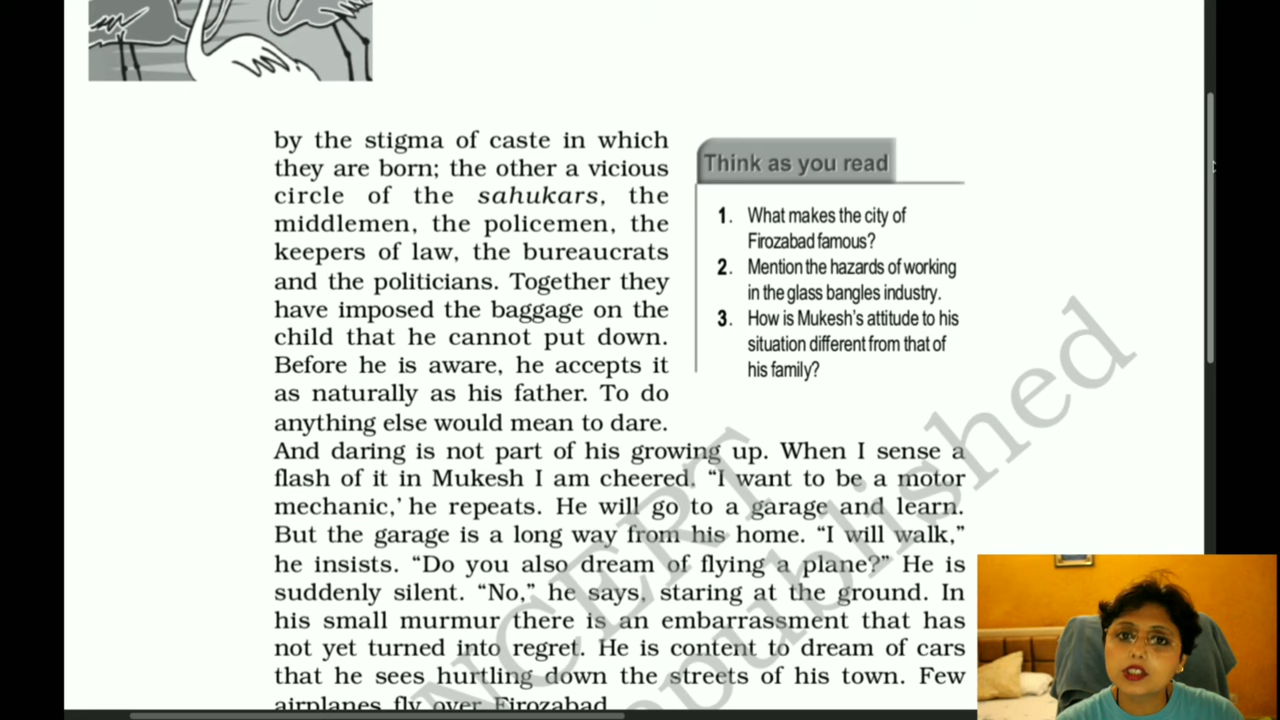 by the stigma of caste in which
they are born; the other a vicious
circle of the sahukars, the
middlemen, the policemen, the
keepers of law, the bureaucrats
and the politicians. Together they
have imposed the baggage on the
child that he cannot put down.
Before he is aware, he accepts it
as naturally as his father. To do
anything else would mean to dare.
And daring is not part of his growing up. When I sense a
flash of it in Mukesh I am cheered. “I want to be a motor
mechanic,’ he repeats. He will go to a garage and learn.
But the garage is a long way from his home. “I will walk,”
he insists. “Do you also dream of flying a plane?” He is
suddenly silent. “No,” he says, staring at the ground. In
his small murmur there is an embarrassment that has
not yet turned into regret. He is content to dream of cars
that he sees hurtling down the streets of his town. Few
airplanes fly over Firozabad
Think as you read
1. What makes the city of
Firozabad famous?
2. Mention the hazards of working
in the glass bangles industry.
3. How is Mukesh’s attitude to his
situation different from that of
his family?
NCERT
republished